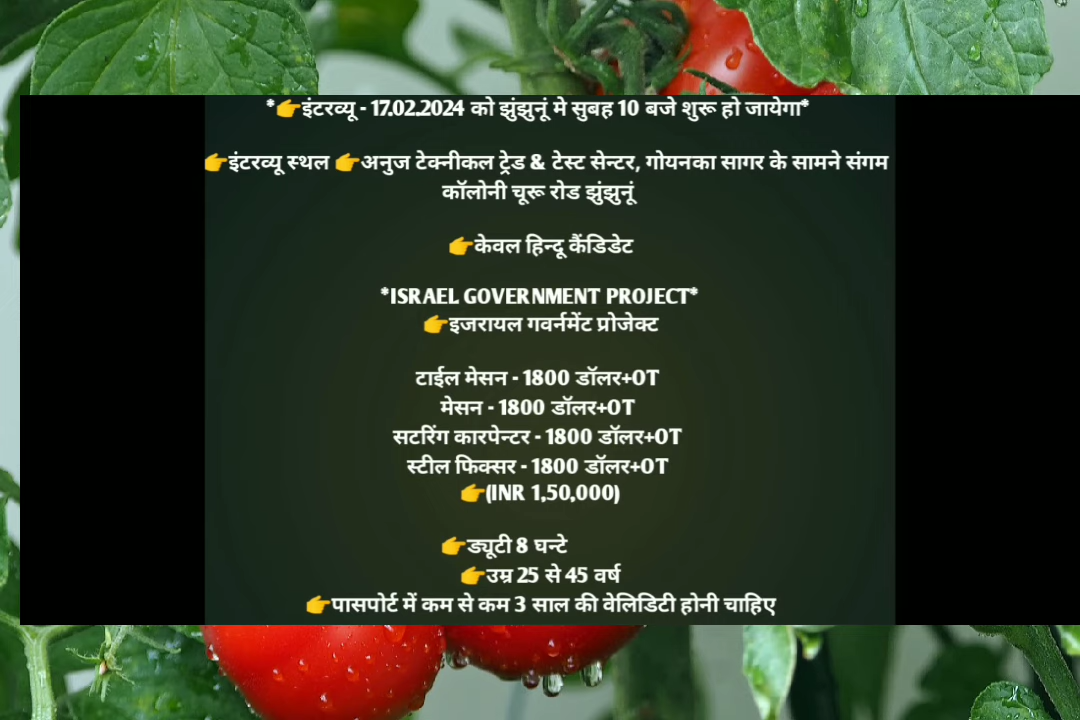 *👉इंटरव्यू - 17.02.2024 को झुंझुनूं मे सुबह 10 बजे शुरू हो जायेगा*
👉इंटरव्यू स्थल 👉अनुज टेक्नीकल ट्रेड & टेस्ट सेन्टर, गोयनका सागर के सामने संगम
कॉलोनी चूरू रोड झुंझुनूं
👉केवल हिन्दू कैंडिडेट
*ISRAEL GOVERNMENT PROJECT*
👉इजरायल गवर्नमेंट प्रोजेक्ट
टाईल मेसन - 1800 डॉलर+OT
मेसन - 1800 डॉलर+OT
सटरिंग कारपेन्टर - 1800 डॉलर+OT
स्टील फिक्सर - 1800 डॉलर+OT
👉(INR 1,50,000)
👉ड्यूटी 8 घन्टे
👉उम्र 25 से 45 वर्ष
👉पासपोर्ट में कम से कम 3 साल की वेलिडिटी होनी चाहिए